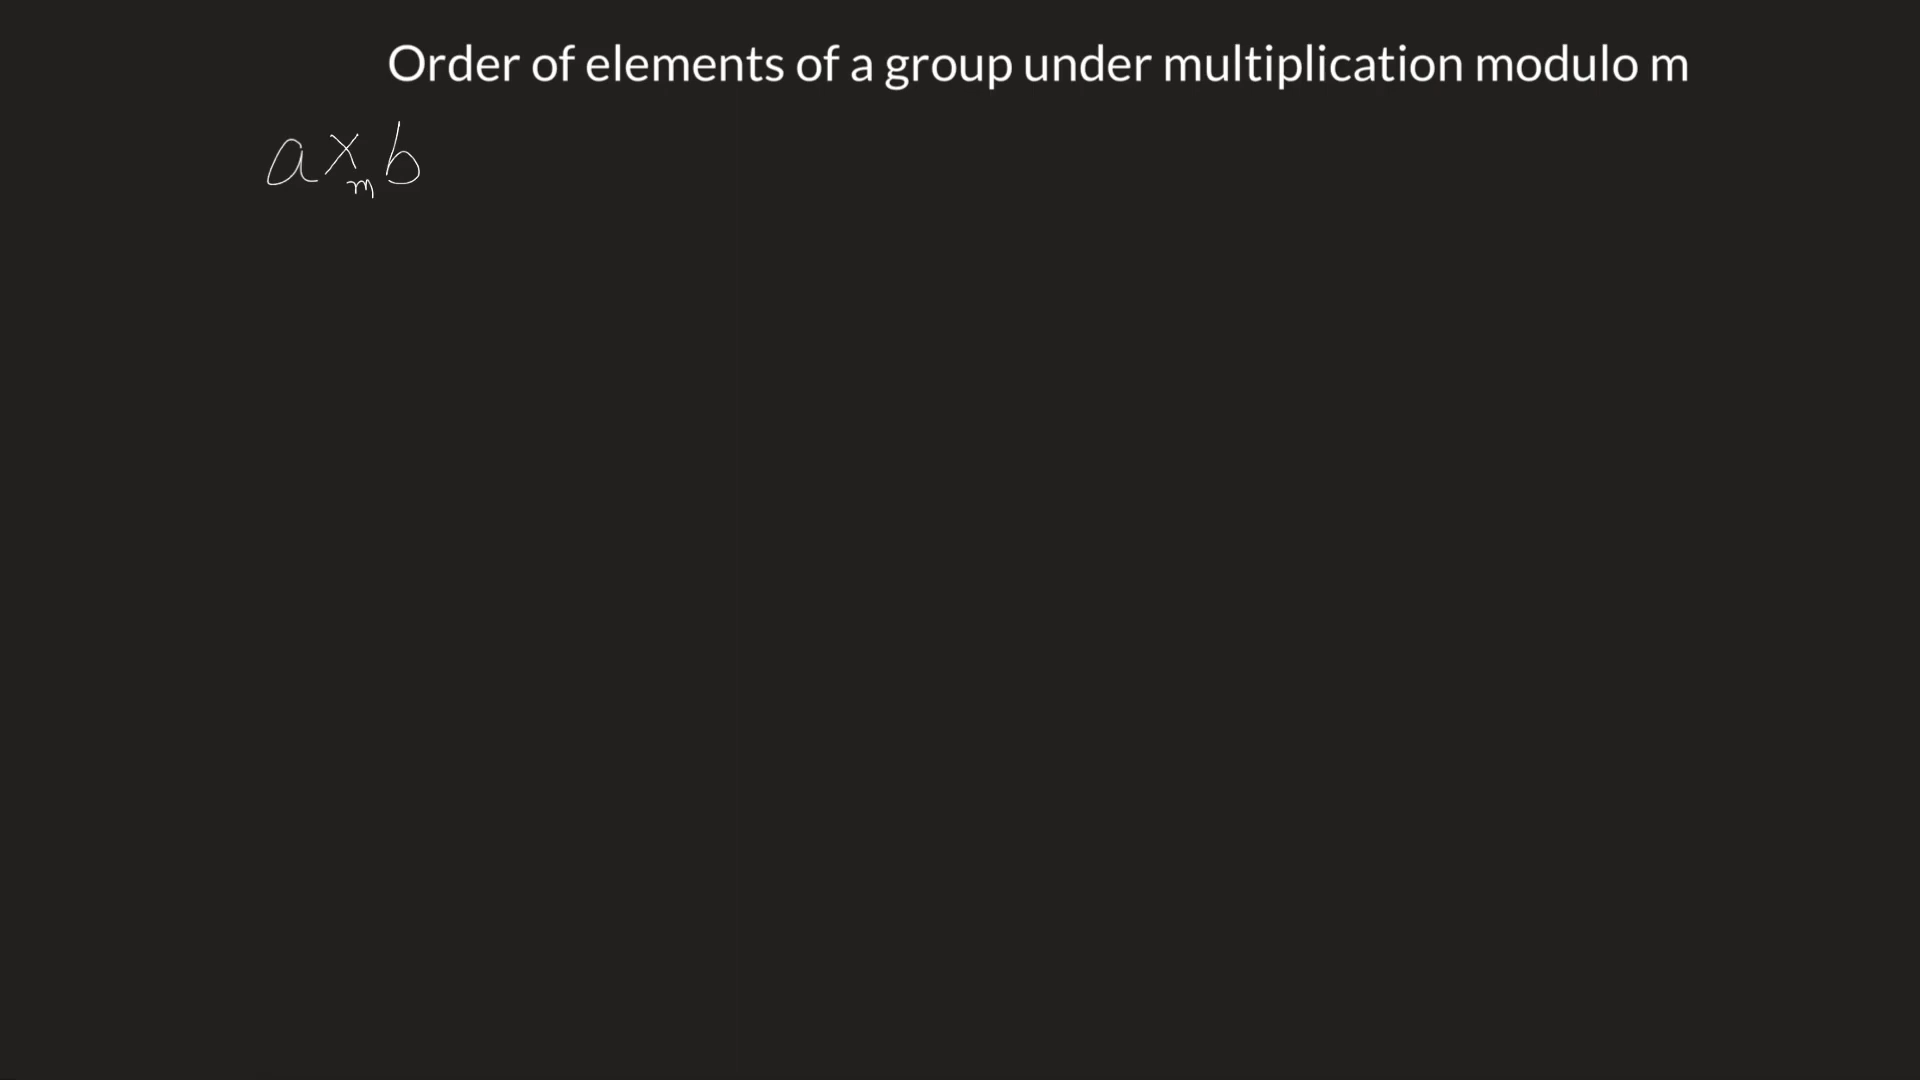 Order of elements of a group under multiplication modulo m
a ×ₘ b